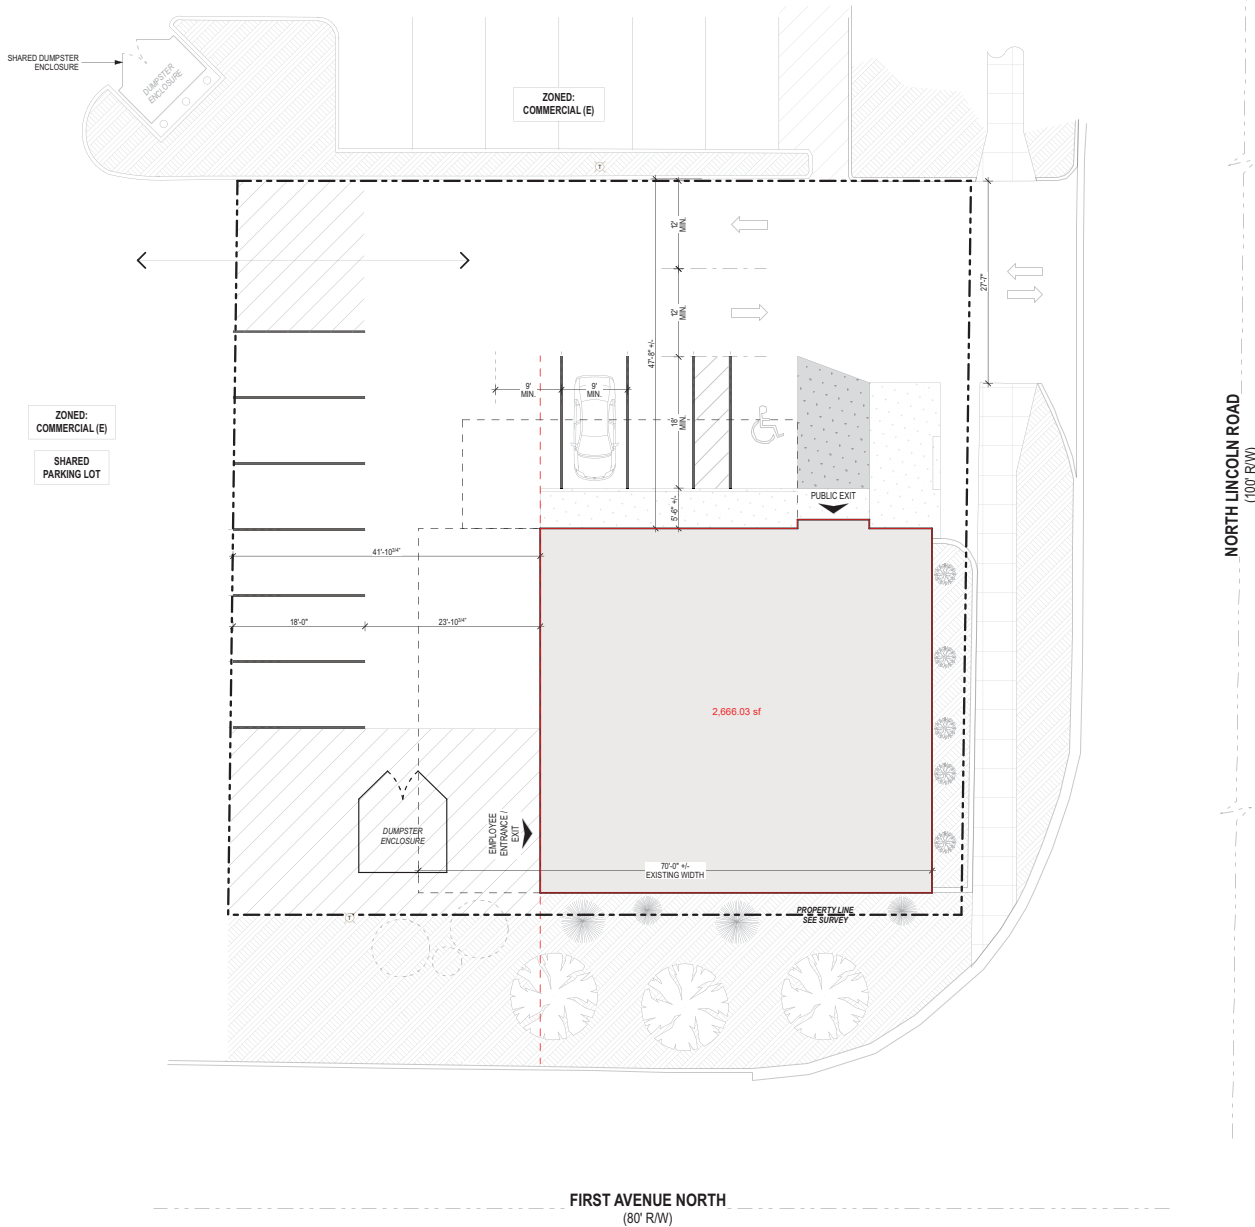 SHARED DUMPSTER
ENCLOSURE
DUMPSTER
ENCLOSURE
ZONED:
COMMERCIAL (E)
T
12'
MIN.
12'
MIN.
27'-7"
47'-8" +/-
9'
MIN.
9'
MIN.
18'
MIN.
ZONED:
COMMERCIAL (E)
SHARED
PARKING LOT
NORTH LINCOLN ROAD
(100' R/W)
PUBLIC EXIT
5'-6" +/-
41'-10 3/4"
18'-0"
23'-10 3/4"
2,666.03 sf
DUMPSTER
ENCLOSURE
EMPLOYEE
ENTRANCE /
EXIT
70'-0" +/-
EXISTING WIDTH
PROPERTY LINE
SEE SURVEY
T
FIRST AVENUE NORTH
(80' R/W)